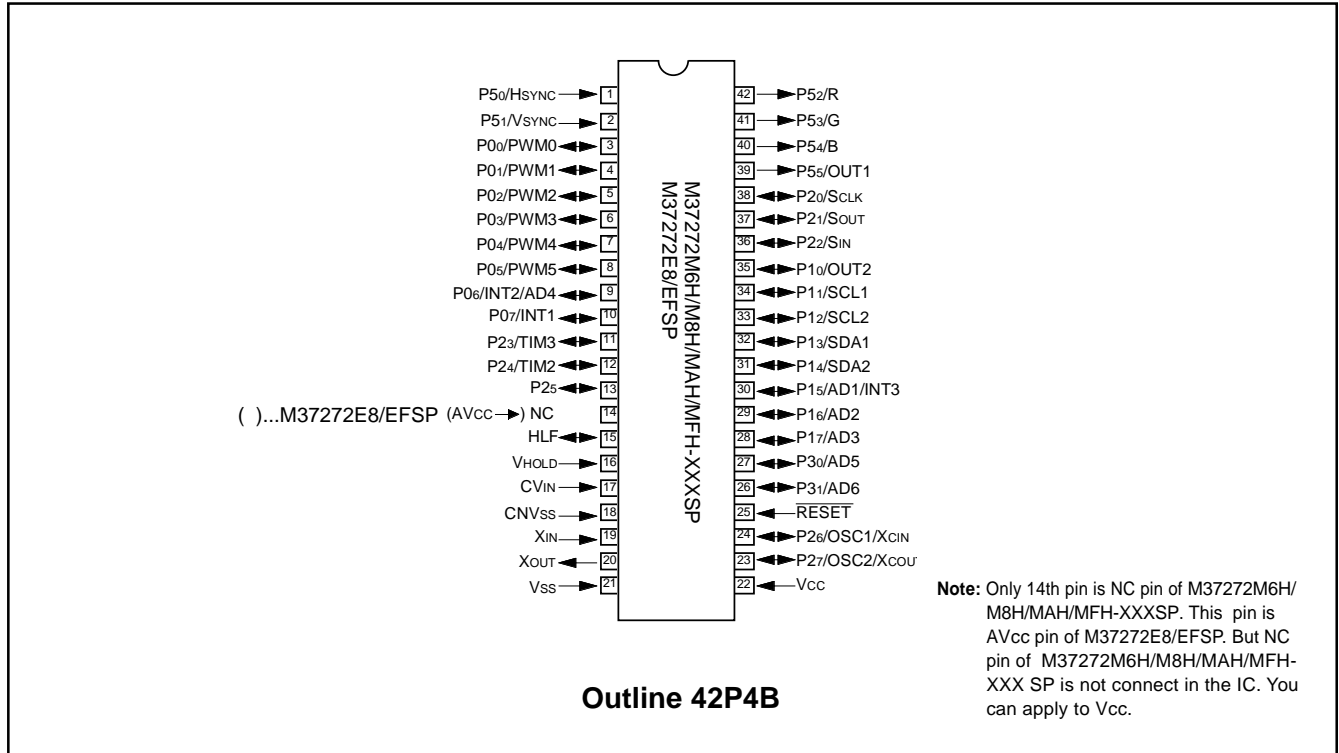 P50/HSYNC 1
P51/VSYNC 2
P00/PWM0 3
P01/PWM1 4
P02/PWM2 5
P03/PWM3 6
P04/PWM4 7
P05/PWM5 8
P06/INT2/AD4 9
P07/INT1 10
P23/TIM3 11
P24/TIM2 12
P25 13
( )...M37272E8/EFSP (AVCC→) NC 14
HLF 15
VHOLD 16
CVIN 17
CNVSS 18
XIN 19
XOUT 20
VSS 21
M37272M6H/M8H/MAH/MFH-XXXSP
M37272E8/EFSP
42 P52/R
41 P53/G
40 P54/B
39 P55/OUT1
38 P20/SCLK
37 P21/SOUT
36 P22/SIN
35 P10/OUT2
34 P11/SCL1
33 P12/SCL2
32 P13/SDA1
31 P14/SDA2
30 P15/AD1/INT3
29 P16/AD2
28 P17/AD3
27 P30/AD5
26 P31/AD6
25 RESET
24 P26/OSC1/XCIN
23 P27/OSC2/XCOU
22 VCC
Note: Only 14th pin is NC pin of M37272M6H/
M8H/MAH/MFH-XXXSP. This pin is
AVcc pin of M37272E8/EFSP. But NC
pin of M37272M6H/M8H/MAH/MFH-
XXX SP is not connect in the IC. You
can apply to Vcc.
Outline 42P4B